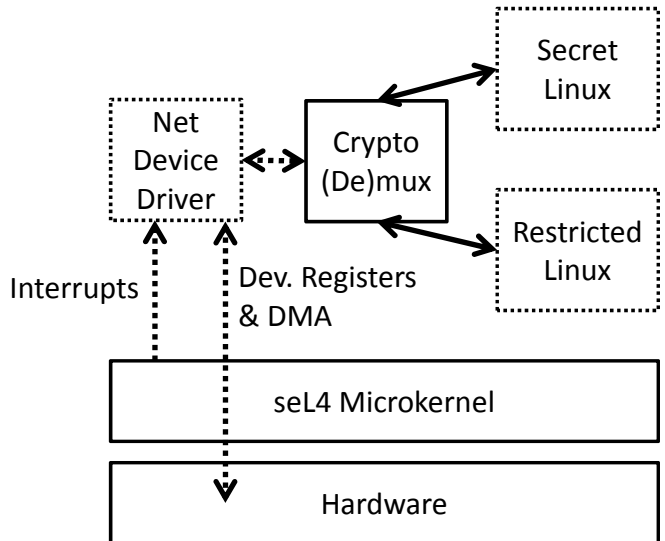 Secret
Linux
Net
Device
Driver
Crypto
(De)mux
Restricted
Linux
Interrupts
Dev. Registers
& DMA
seL4 Microkernel
Hardware